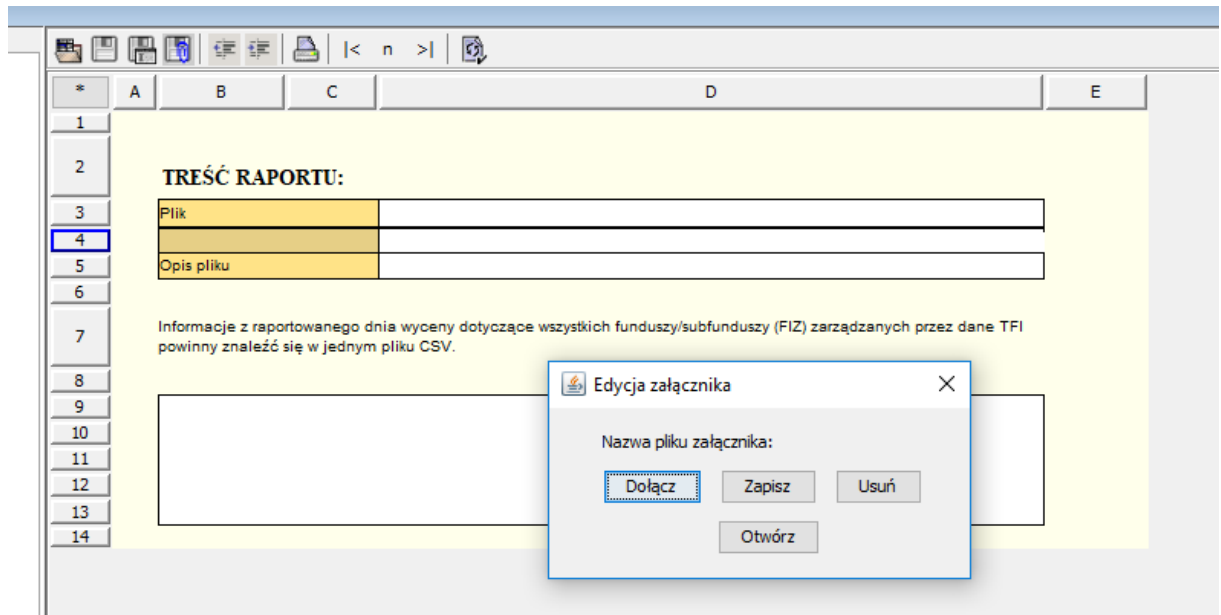 |< n >|
* A B C D E
1
2
TREŚĆ RAPORTU:
3
Plik
4
5
Opis pliku
6
7
Informacje z raportowanego dnia wyceny dotyczące wszystkich funduszy/subfunduszy (FIZ) zarządzanych przez dane TFI
powinny znaleźć się w jednym pliku CSV.
8
9
10
11
12
13
14
Edycja załącznika
Nazwa pliku załącznika:
Dołącz Zapisz Usuń
Otwórz